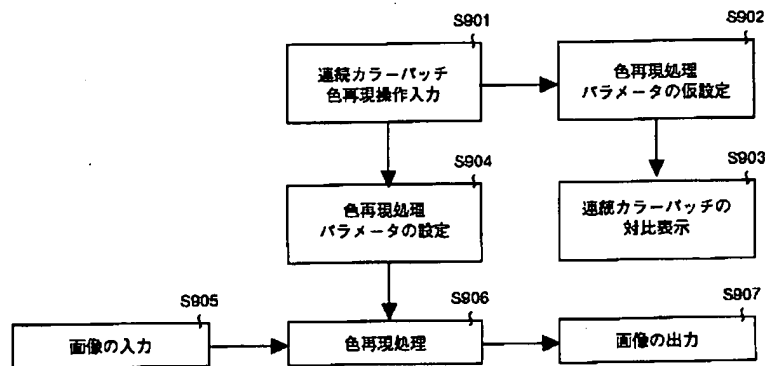 S901
連続カラーパッチ
色再現操作入力
S902
色再現処理
パラメータの仮設定
S904
色再現処理
パラメータの設定
S903
連続カラーパッチの
対比表示
S905
画像の入力
S906
色再現処理
S907
画像の出力